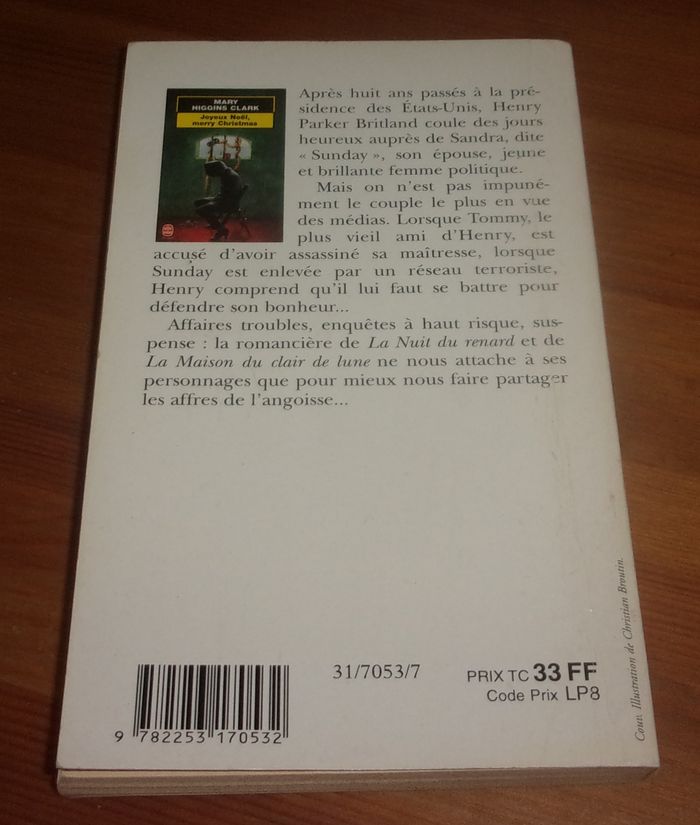 MARY
HIGGINS CLARK
Joyeux Noël,
merry Christmas
Après huit ans passés à la pré-
sidence des États-Unis, Henry
Parker Britland coule des jours
heureux auprès de Sandra, dite
« Sunday », son épouse, jeune
et brillante femme politique.
Mais on n'est pas impuné-
ment le couple le plus en vue
des médias. Lorsque Tommy, le
plus vieil ami d'Henry, est
accusé d'avoir assassiné sa maîtresse, lorsque
Sunday est enlevée par un réseau terroriste,
Henry comprend qu'il lui faut se battre pour
défendre son bonheur...
Affaires troubles, enquêtes à haut risque, sus-
pense : la romancière de La Nuit du renard et de
La Maison du clair de lune ne nous attache à ses
personnages que pour mieux nous faire partager
les affres de l'angoisse...
Couv. Illustration de Christian Broutin.
31/7053/7
PRIX TC 33 FF
Code Prix LP8
9 782253 170532